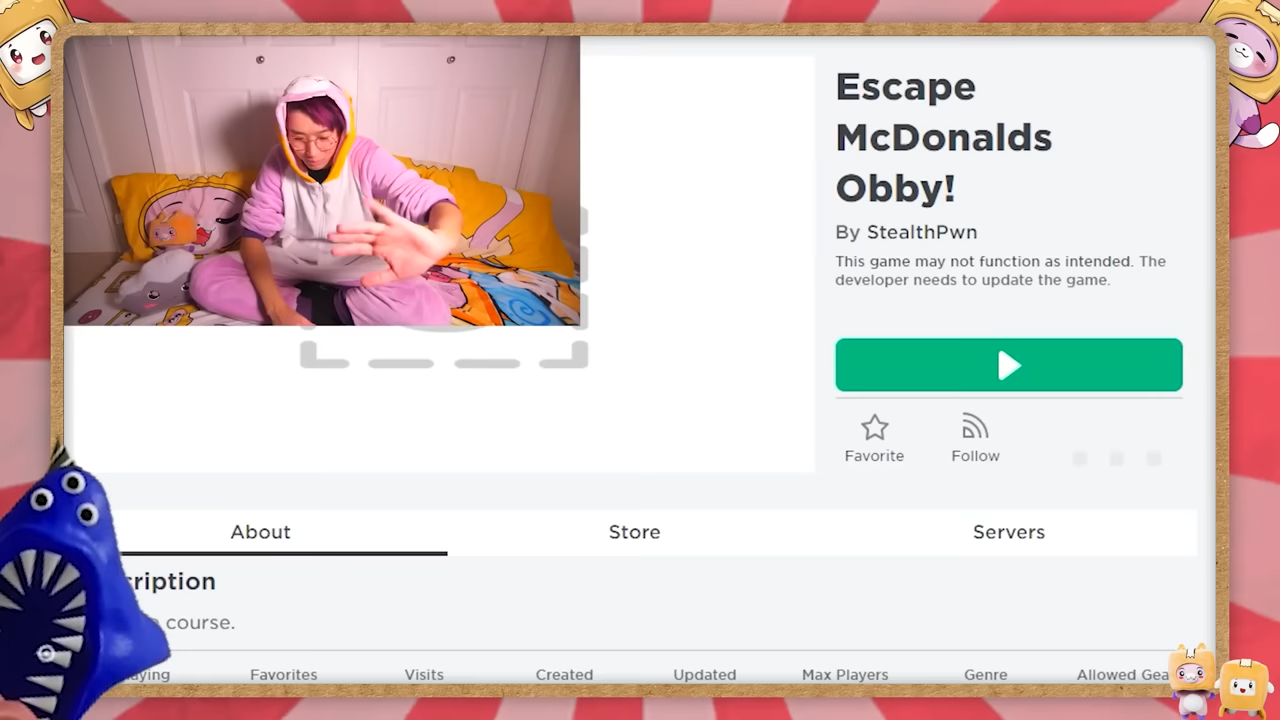 Escape
McDonalds
Obby!
By StealthPwn
This game may not function as intended. The
developer needs to update the game.
Favorite
Follow
About
Store
Servers
course.
Favorites
Visits
Created
Updated
Max Players
Genre
Allowed